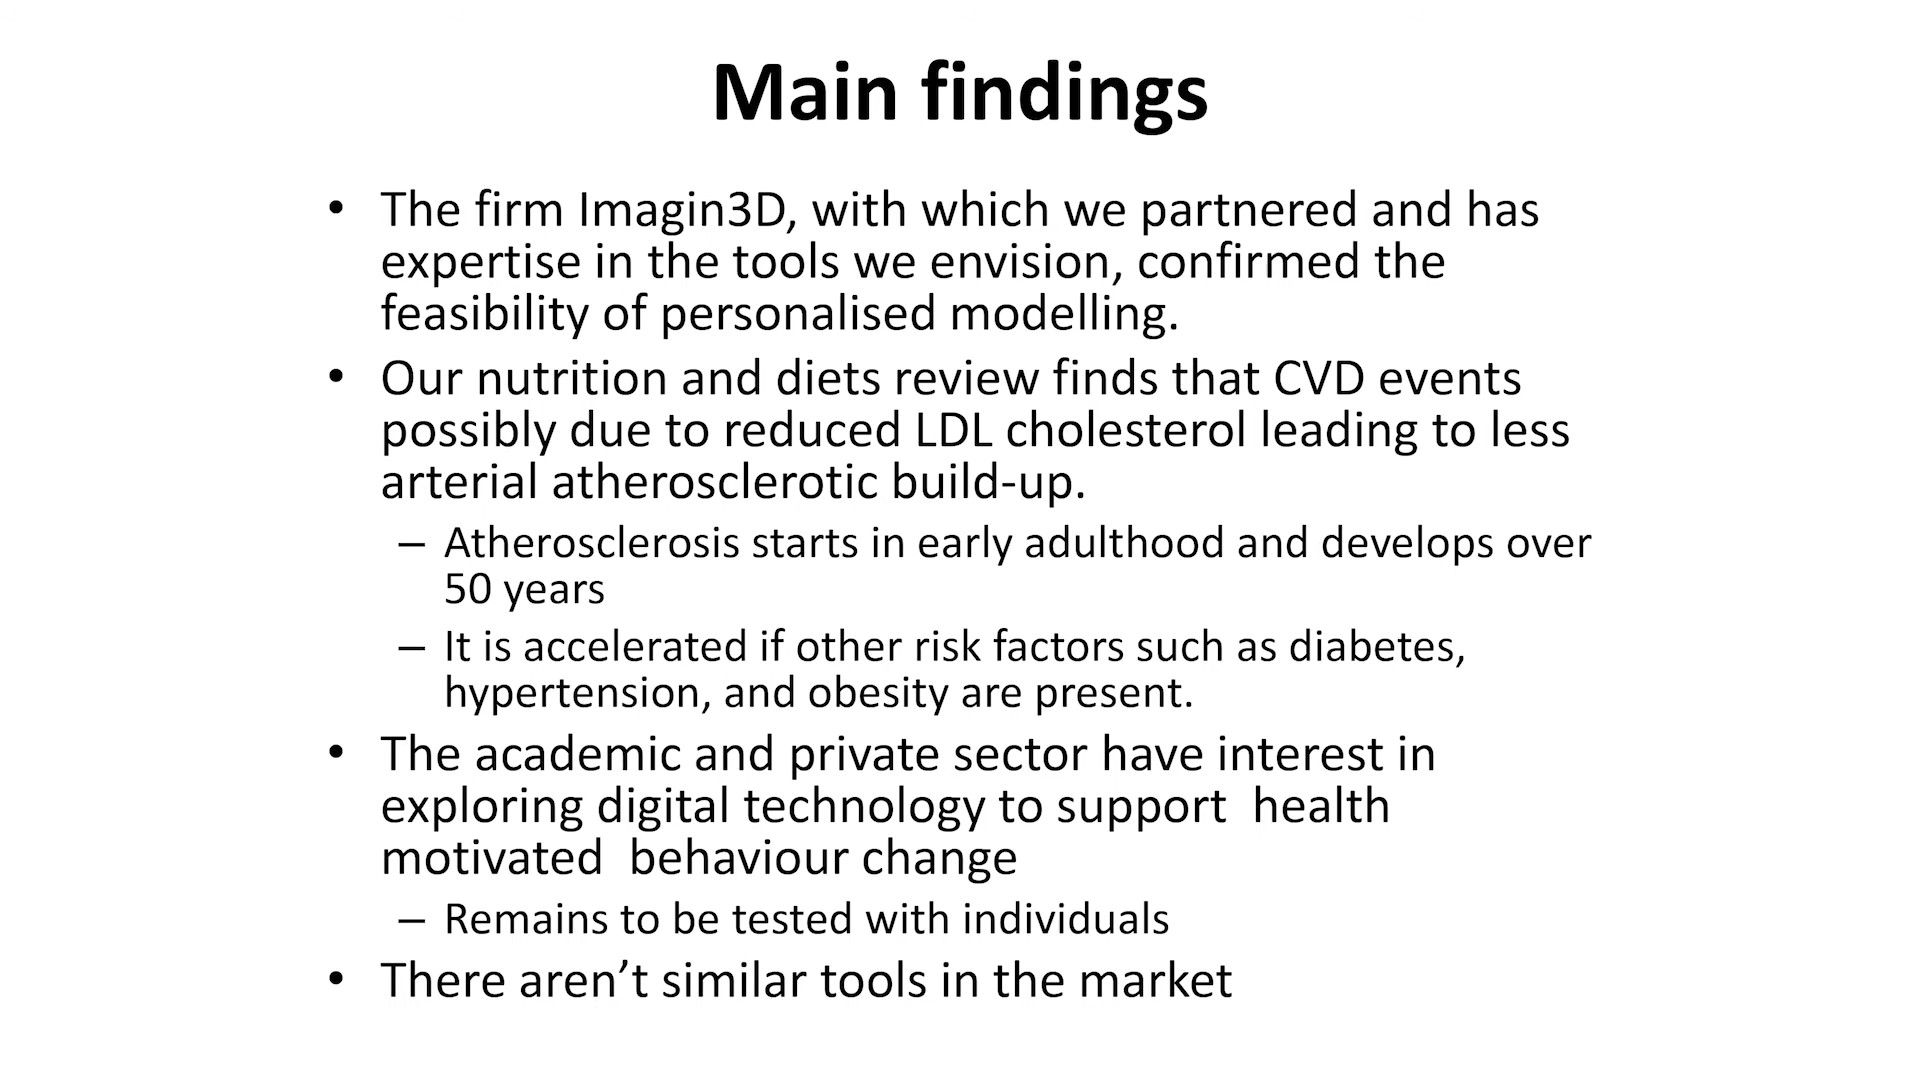 Main findings
• The firm Imagin3D, with which we partnered and has
expertise in the tools we envision, confirmed the
feasibility of personalised modelling.
• Our nutrition and diets review finds that CVD events
possibly due to reduced LDL cholesterol leading to less
arterial atherosclerotic build-up.
– Atherosclerosis starts in early adulthood and develops over
50 years
– It is accelerated if other risk factors such as diabetes,
hypertension, and obesity are present.
• The academic and private sector have interest in
exploring digital technology to support  health
motivated  behaviour change
– Remains to be tested with individuals
• There aren’t similar tools in the market